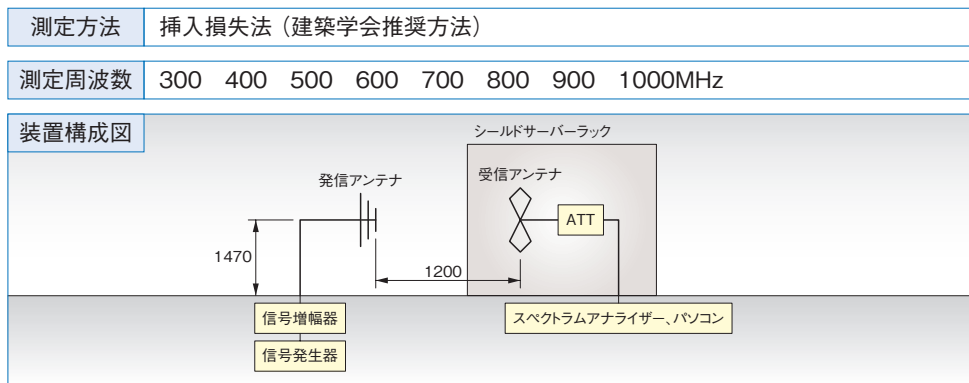 測定方法 挿入損失法（建築学会推奨方法）
測定周波数 300 400 500 600 700 800 900 1000MHz
装置構成図
シールドサーバーラック
発信アンテナ
受信アンテナ
ATT
1470
1200
信号増幅器
スペクトラムアナライザー、パソコン
信号発生器